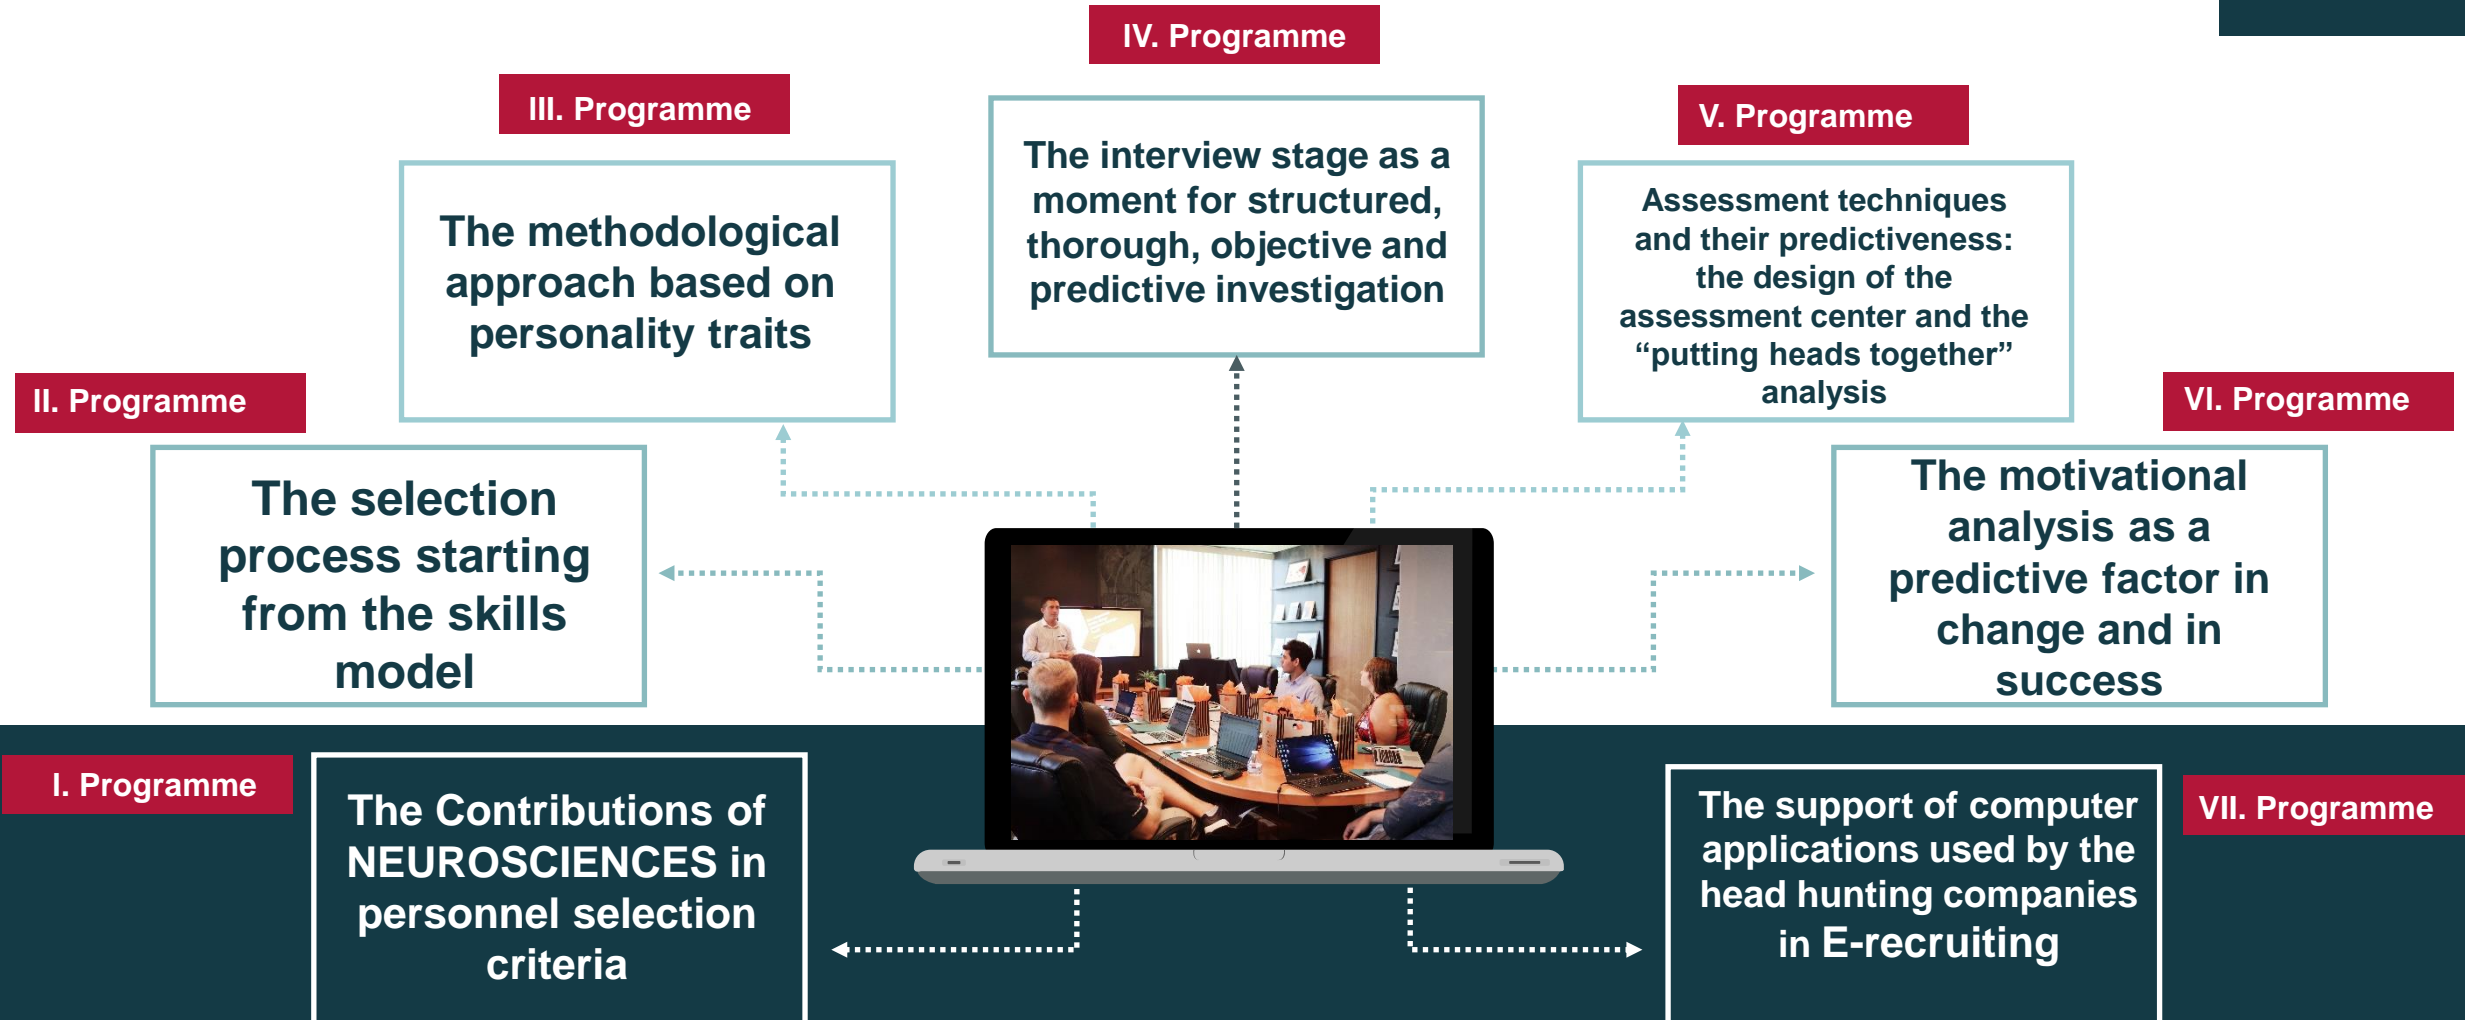 I. Programme
The Contributions of
NEUROSCIENCES in
personnel selection
criteria
II. Programme
The selection
process starting
from the skills
model
III. Programme
The methodological
approach based on
personality traits
IV. Programme
The interview stage as a
moment for structured,
thorough, objective and
predictive investigation
V. Programme
Assessment techniques
and their predictiveness:
the design of the
assessment center and the
“putting heads together”
analysis
VI. Programme
The motivational
analysis as a
predictive factor in
change and in
success
VII. Programme
The support of computer
applications used by the
head hunting companies
in E-recruiting